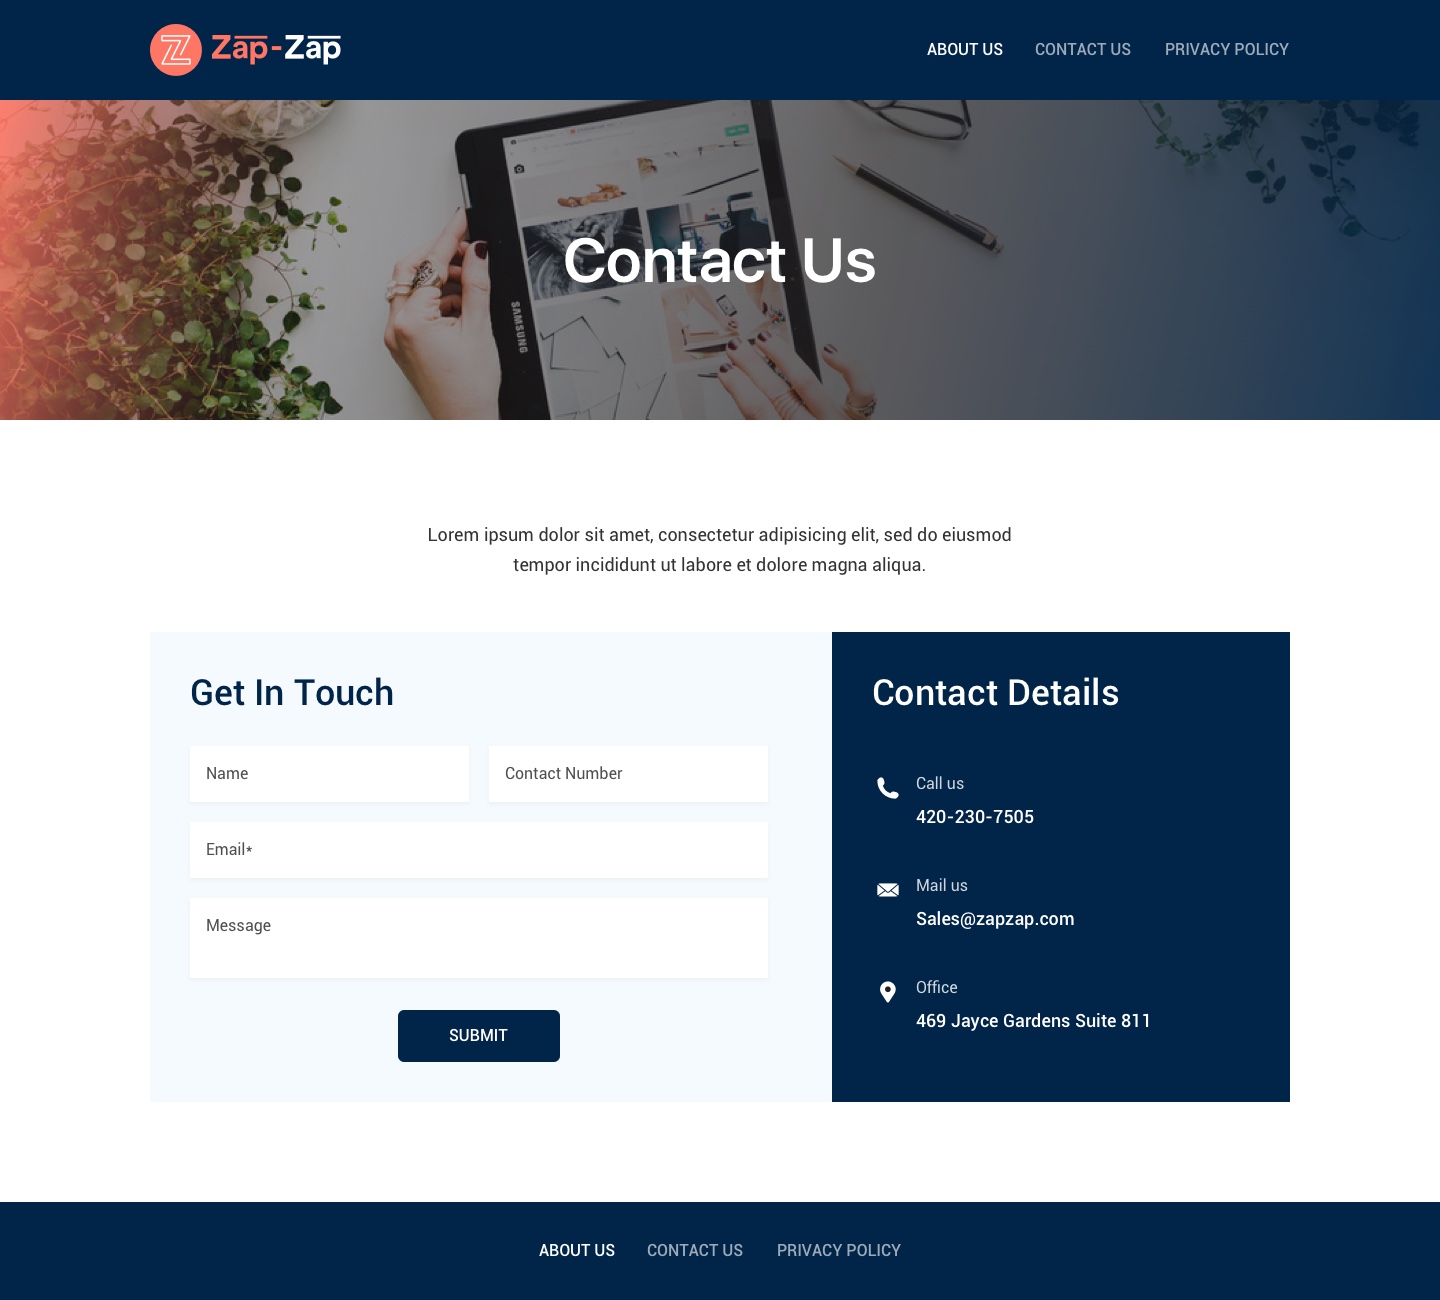 Zap-Zap
ABOUT US CONTACT US PRIVACY POLICY
SAMSUNG
Contact Us
Lorem ipsum dolor sit amet, consectetur adipisicing elit, sed do eiusmod
tempor incididunt ut labore et dolore magna aliqua.
Get In Touch
Name
Contact Number
Email*
Message
SUBMIT
Contact Details
Call us
420-230-7505
Mail us
Sales@zapzap.com
Office
469 Jayce Gardens Suite 811
ABOUT US CONTACT US PRIVACY POLICY